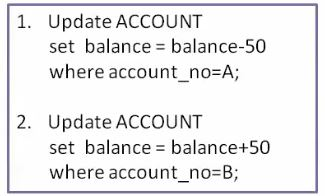 1. Update ACCOUNT
set balance = balance-50
where account_no=A;
2. Update ACCOUNT
set balance = balance+50
where account_no=B;